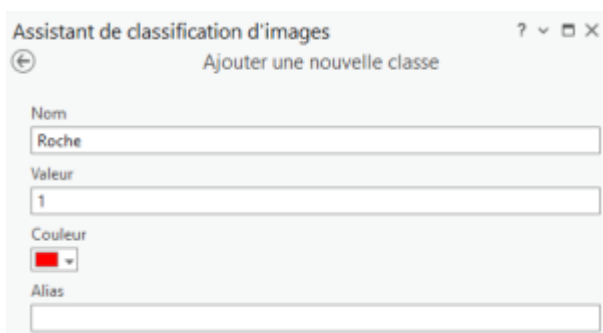 Assistant de classification d'images
Ajouter une nouvelle classe
Nom
Roche
Valeur
1
Couleur
Alias